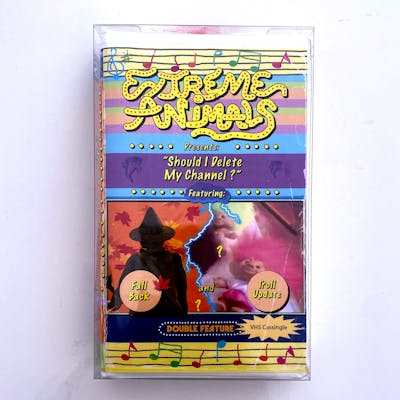 EXTREME
ANIMALS
Presents:
"Should I Delete
My Channel?"
Featuring:
?
Fall
Back
and
?
Troll
Update
DOUBLE FEATURE
VHS Cassingle